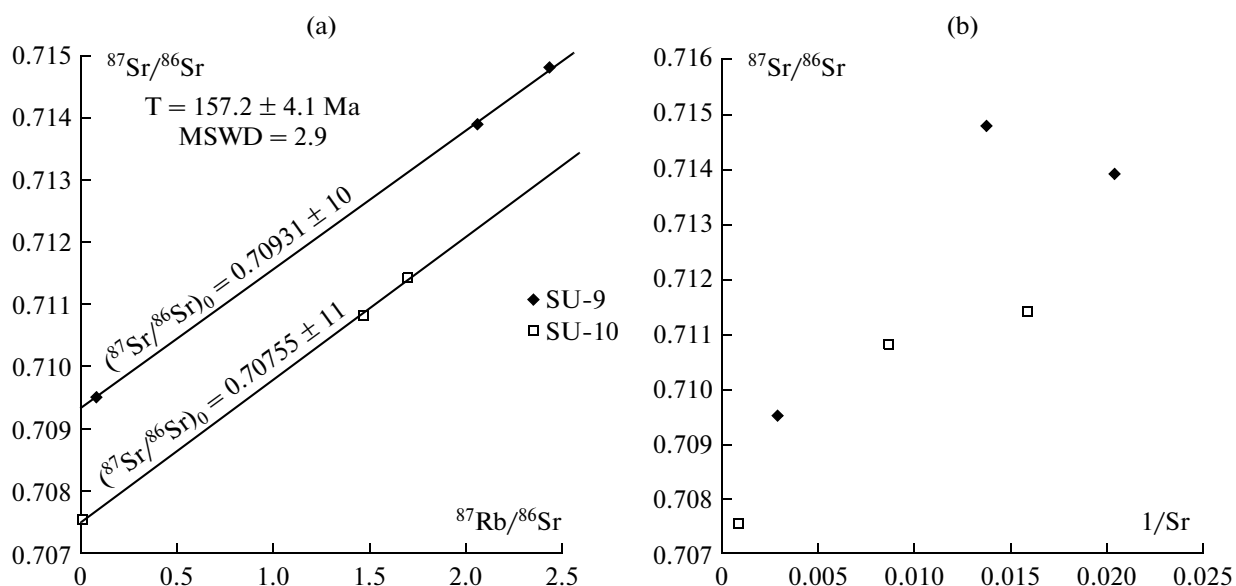 (a)
0.715
0.714
0.713
0.712
0.711
0.710
0.709
0.708
0.707
⁸⁷Sr/⁸⁶Sr
T = 157.2 ± 4.1 Ma
MSWD = 2.9
(⁸⁷Sr/⁸⁶Sr)₀ = 0.70931 ± 10
(⁸⁷Sr/⁸⁶Sr)₀ = 0.70755 ± 11
⁸⁷Rb/⁸⁶Sr
0 0.5 1.0 1.5 2.0 2.5
SU-9
SU-10
(b)
0.716
0.715
0.714
0.713
0.712
0.711
0.710
0.709
0.708
0.707
⁸⁷Sr/⁸⁶Sr
1/Sr
0 0.005 0.010 0.015 0.020 0.025